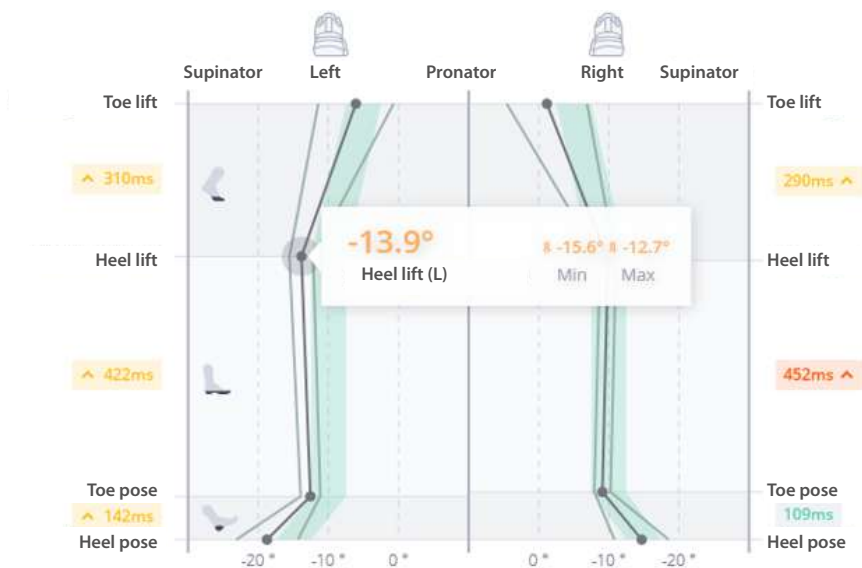 Supinator Left Pronator Right Supinator
Toe lift Toe lift
310ms 290ms
-13.9° -15.6° -12.7°
Heel lift Heel lift (L) Min Max Heel lift
422ms 452ms
Toe pose Toe pose
142ms 109ms
Heel pose Heel pose
-20° -10° 0° 0° -10° -20°